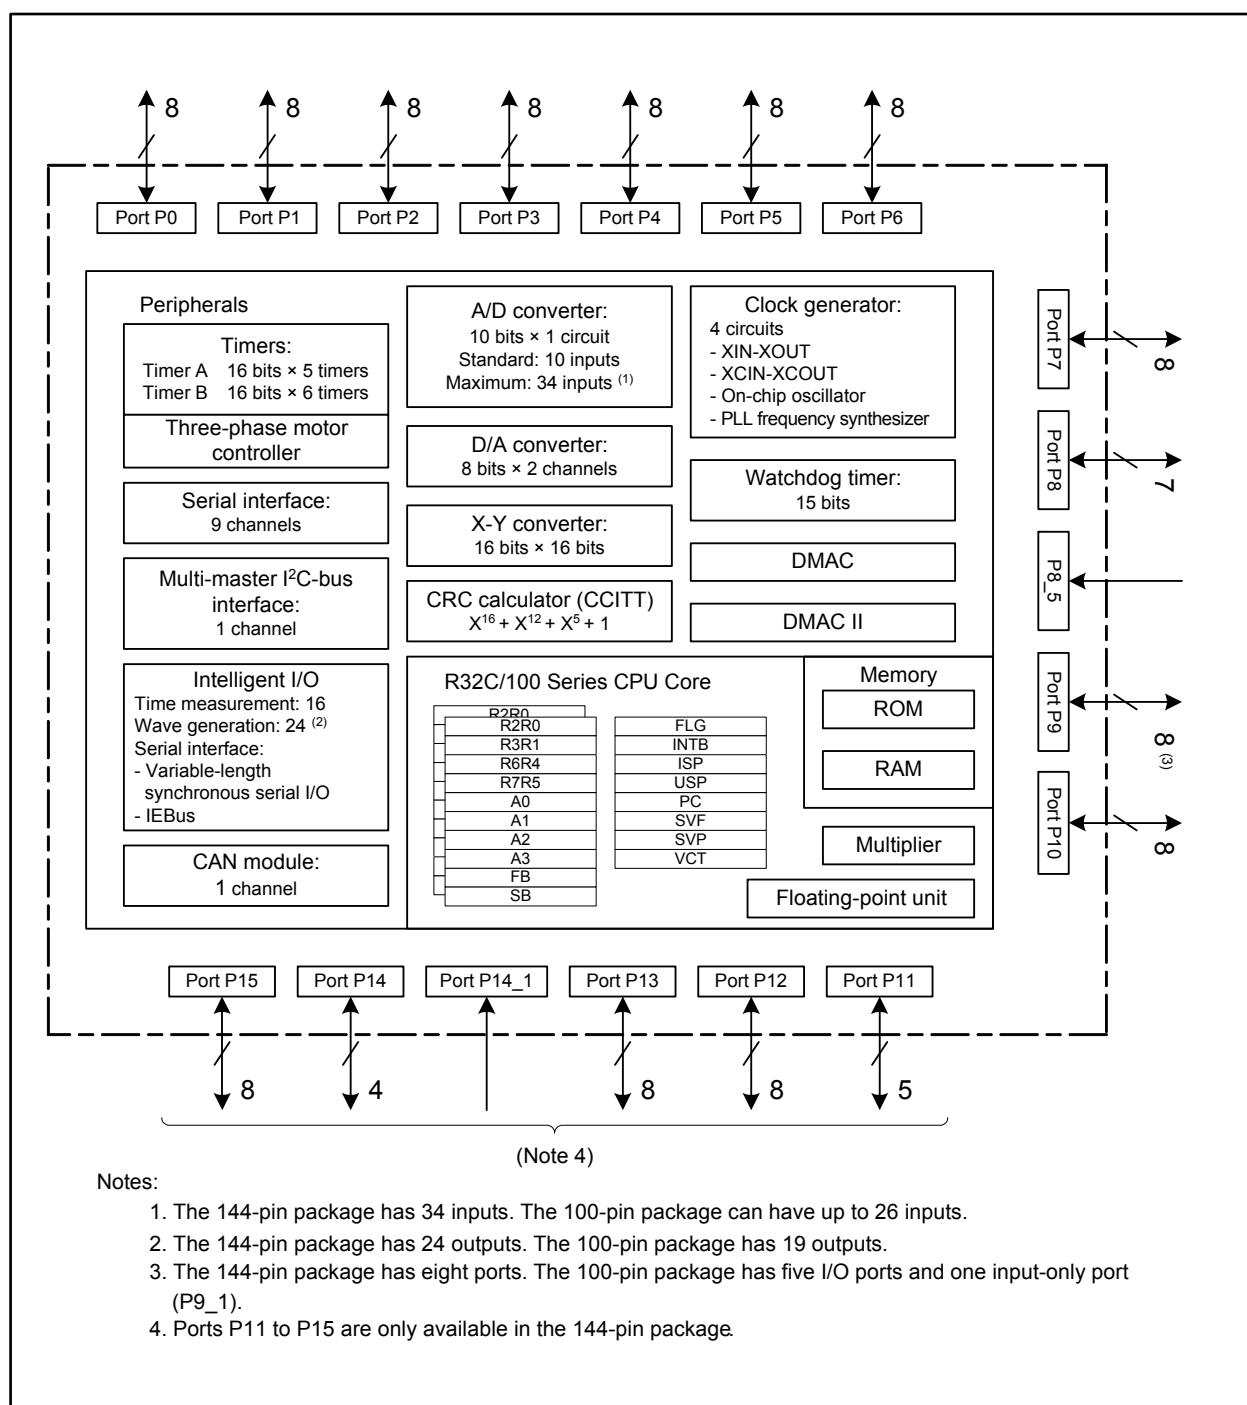 8 8 8 8 8 8 8
Port P0 Port P1 Port P2 Port P3 Port P4 Port P5 Port P6
Peripherals
Timers:
Timer A 16 bits × 5 timers
Timer B 16 bits × 6 timers
Three-phase motor
controller
Serial interface:
9 channels
Multi-master I²C-bus
interface:
1 channel
Intelligent I/O
Time measurement: 16
Wave generation: 24 (2)
Serial interface:
- Variable-length
synchronous serial I/O
- IEBus
CAN module:
1 channel
A/D converter:
10 bits × 1 circuit
Standard: 10 inputs
Maximum: 34 inputs (1)
D/A converter:
8 bits × 2 channels
X-Y converter:
16 bits × 16 bits
CRC calculator (CCITT)
X¹⁶ + X¹² + X⁵ + 1
Clock generator:
4 circuits
- XIN-XOUT
- XCIN-XCOUT
- On-chip oscillator
- PLL frequency synthesizer
Watchdog timer:
15 bits
DMAC
DMAC II
R32C/100 Series CPU Core
R2R0
R2R0
R3R1
R6R4
R7R5
A0
A1
A2
A3
FB
SB
FLG
INTB
ISP
USP
PC
SVF
SVP
VCT
Memory
ROM
RAM
Multiplier
Floating-point unit
Port P7
8
Port P8
7
P8_5
Port P9
8 (3)
Port P10
8
Port P15 Port P14 Port P14_1 Port P13 Port P12 Port P11
8 4 8 8 5
(Note 4)
Notes:
1. The 144-pin package has 34 inputs. The 100-pin package can have up to 26 inputs.
2. The 144-pin package has 24 outputs. The 100-pin package has 19 outputs.
3. The 144-pin package has eight ports. The 100-pin package has five I/O ports and one input-only port
(P9_1).
4. Ports P11 to P15 are only available in the 144-pin package.